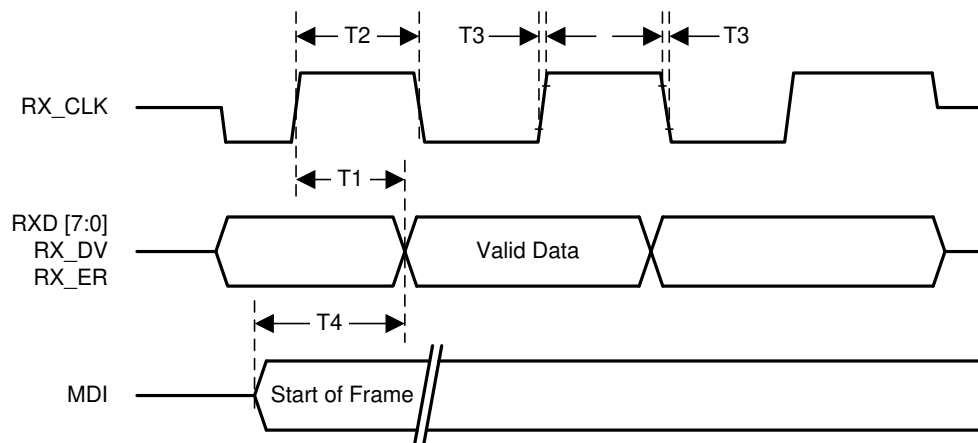 T2
T3
T3
RX_CLK
T1
RXD [7:0]
RX_DV
RX_ER
Valid Data
T4
MDI
Start of Frame